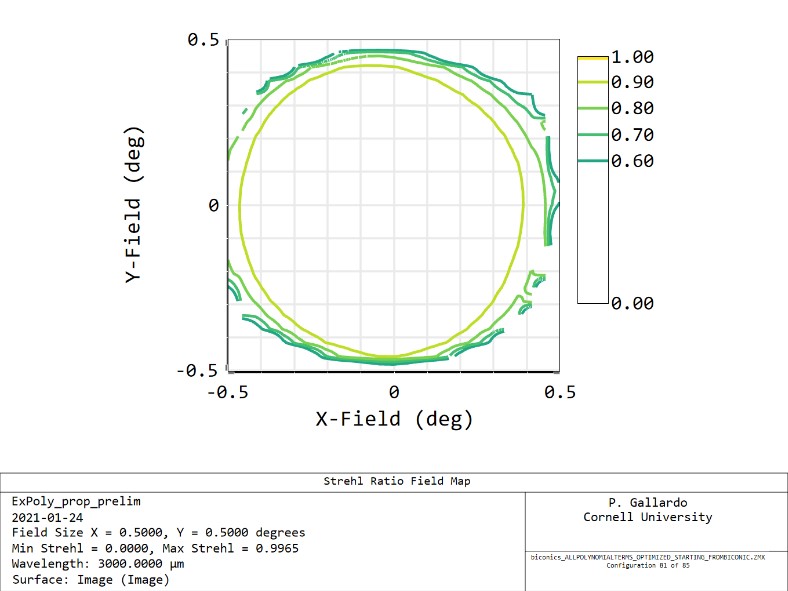 0.5
0
-0.5
Y-Field (deg)
-0.5
0
0.5
X-Field (deg)
1.00
0.90
0.80
0.70
0.60
0.00
Strehl Ratio Field Map
ExPoly_prop_prelim
2021-01-24
Field Size X = 0.5000, Y = 0.5000 degrees
Min Strehl = 0.0000, Max Strehl = 0.9965
Wavelength: 3000.0000 µm
Surface: Image (Image)
P. Gallardo
Cornell University
biconics_ALLPOLYNOMIALTERMS_OPTIMIZED_STARTING_FROMBICONIC.ZMX
Configuration 81 of 85